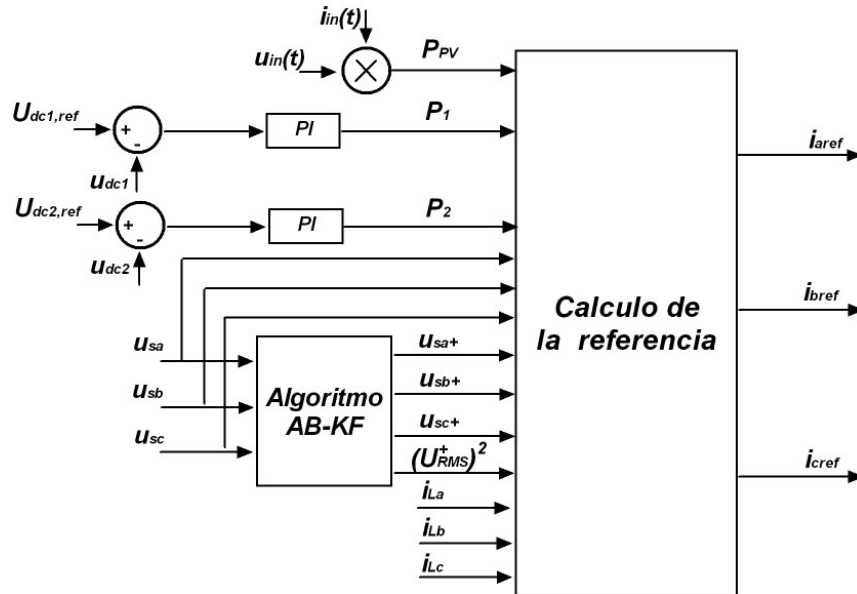 iin(t)
uin(t)
PPV
Udc1,ref
+
-
PI
P1
udc1
Udc2,ref
+
-
PI
P2
udc2
usa
usb
usc
Algoritmo
AB-KF
usa+
usb+
usc+
(U+RMS)2
iLa
iLb
iLc
Calculo de
la referencia
iaref
ibref
icref